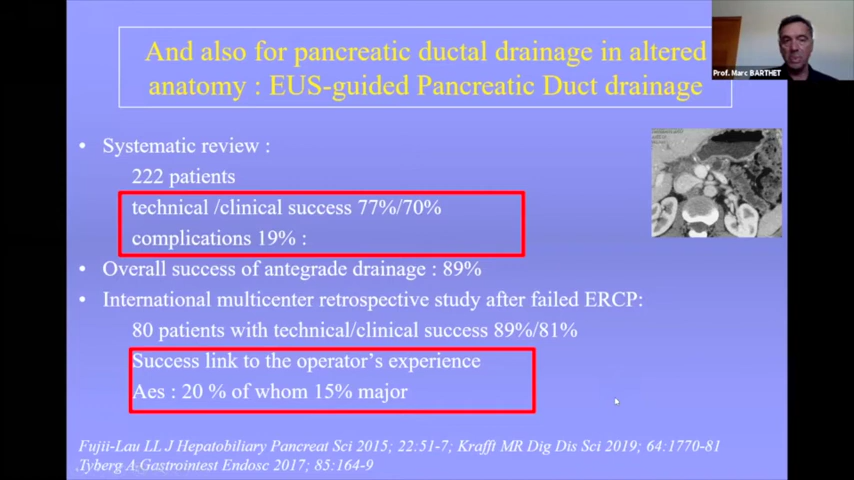 And also for pancreatic ductal drainage in altered
anatomy : EUS-guided Pancreatic Duct drainage
Prof. Marc BARTHET
• Systematic review :
222 patients
technical /clinical success 77%/70%
complications 19% :
• Overall success of antegrade drainage : 89%
• International multicenter retrospective study after failed ERCP:
80 patients with technical/clinical success 89%/81%
Success link to the operator's experience
Aes : 20 % of whom 15% major
Fujii-Lau LL J Hepatobiliary Pancreat Sci 2015; 22:51-7; Krafft MR Dig Dis Sci 2019; 64:1770-81
Tyberg A Gastrointest Endosc 2017; 85:164-9